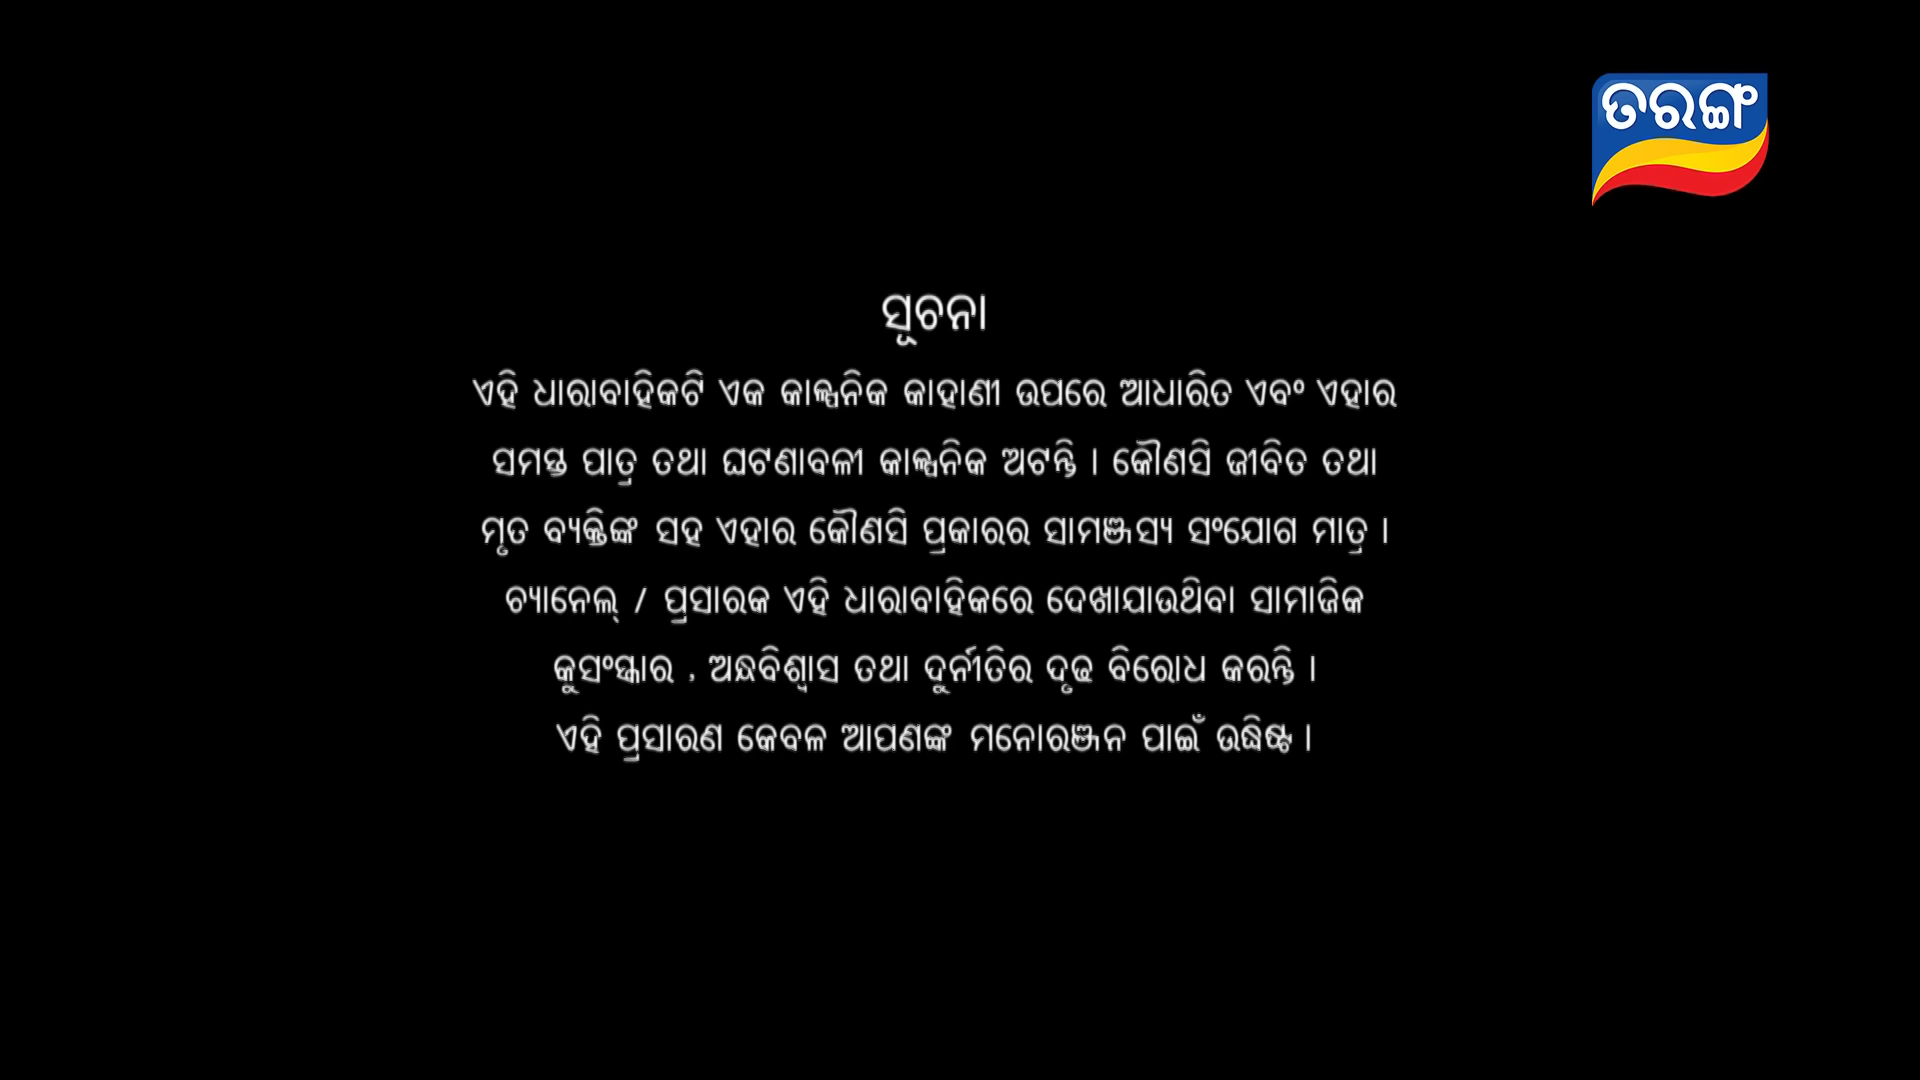 ତରଙ୍ଗ
ସୂଚନା
ଏହି ଧାରାବାହିକଟି ଏକ କାଳ୍ପନିକ କାହାଣୀ ଉପରେ ଆଧାରିତ ଏବଂ ଏହାର
ସମସ୍ତ ପାତ୍ର ତଥା ଘଟଣାବଳୀ କାଳ୍ପନିକ ଅଟନ୍ତି । କୌଣସି ଜୀବିତ ତଥା
ମୃତ ବ୍ୟକ୍ତିଙ୍କ ସହ ଏହାର କୌଣସି ପ୍ରକାରର ସାମଞ୍ଜସ୍ୟ ସଂଯୋଗ ମାତ୍ର ।
ଚ୍ୟାନେଲ୍ / ପ୍ରସାରକ ଏହି ଧାରାବାହିକରେ ଦେଖାଯାଉଥିବା ସାମାଜିକ
କୁସଂସ୍କାର , ଅନ୍ଧବିଶ୍ୱାସ ତଥା ଦୁର୍ନୀତିର ଦୃଢ ବିରୋଧ କରନ୍ତି ।
ଏହି ପ୍ରସାରଣ କେବଳ ଆପଣଙ୍କ ମନୋରଞ୍ଜନ ପାଇଁ ଉଦ୍ଧିଷ୍ଟ ।